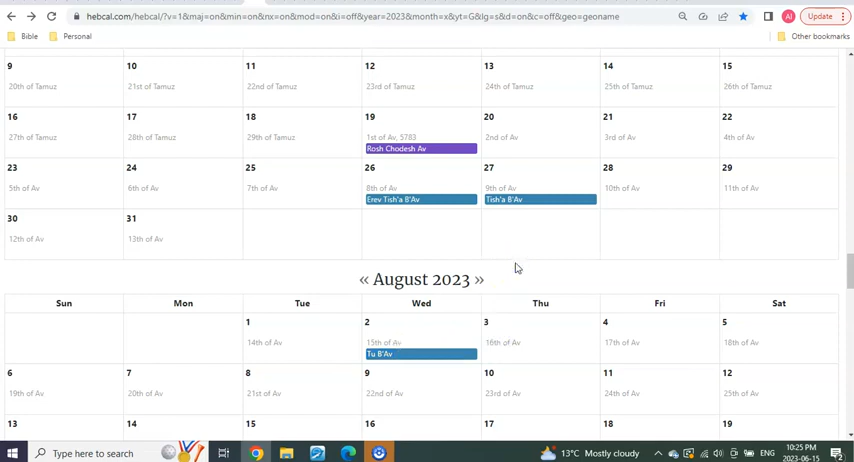 hebcal.com/hebcal/?v=1&maj=on&min=on&nx=on&mod=on&i=off&year=2023&month=x&yt=G&lg=s&d=on&c=off&geo=geoname
AI
Update
Bible
Personal
Other bookmarks
9 10 11 12 13 14 15
20th of Tamuz 21st of Tamuz 22nd of Tamuz 23rd of Tamuz 24th of Tamuz 25th of Tamuz 26th of Tamuz
16 17 18 19 20 21 22
27th of Tamuz 28th of Tamuz 29th of Tamuz 1st of Av, 5783 2nd of Av 3rd of Av 4th of Av
Rosh Chodesh Av
23 24 25 26 27 28 29
5th of Av 6th of Av 7th of Av 8th of Av 9th of Av 10th of Av 11th of Av
Erev Tish'a B'Av Tish'a B'Av
30 31
12th of Av 13th of Av
« August 2023 »
Sun Mon Tue Wed Thu Fri Sat
1 2 3 4 5
14th of Av 15th of Av 16th of Av 17th of Av 18th of Av
Tu B'Av
6 7 8 9 10 11 12
19th of Av 20th of Av 21st of Av 22nd of Av 23rd of Av 24th of Av 25th of Av
13 14 15 16 17 18 19
Type here to search
13°C Mostly cloudy
ENG
10:25 PM
2023-06-15
2